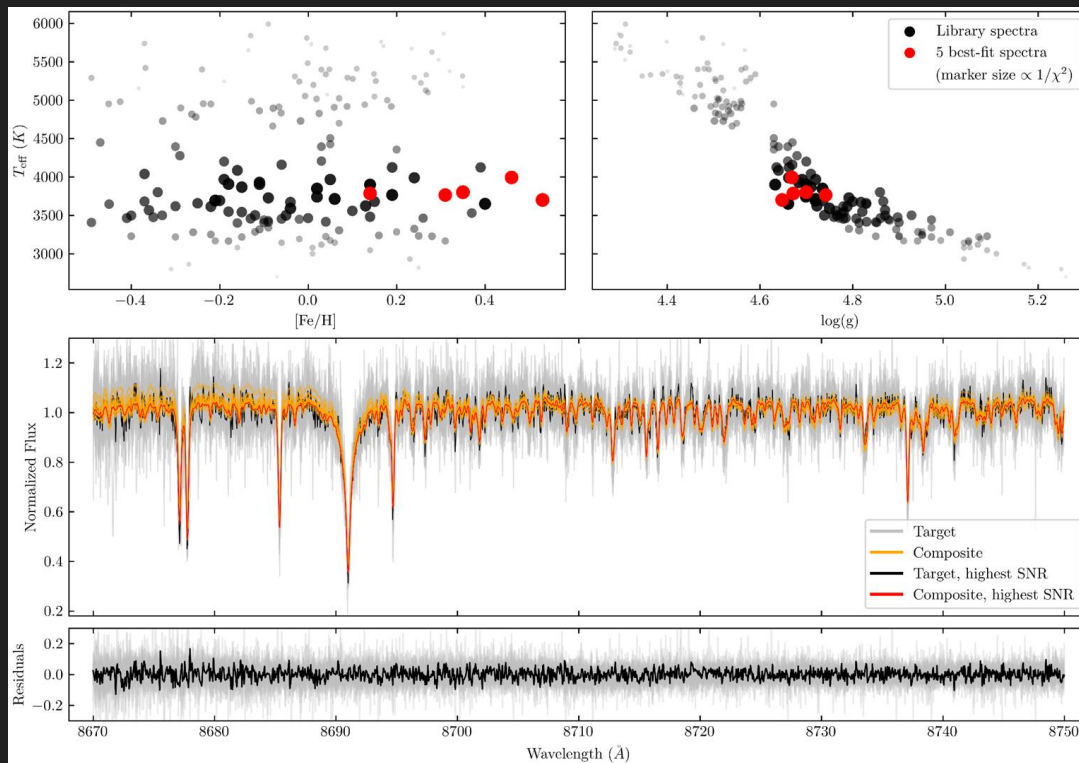 6000
5500
5000
4500
4000
3500
3000
T_eff (K)
−0.4 −0.2 0.0 0.2 0.4
[Fe/H]
Library spectra
5 best-fit spectra
(marker size ∝ 1/χ²)
4.4 4.6 4.8 5.0 5.2
log(g)
1.2
1.0
0.8
0.6
0.4
0.2
Normalized Flux
Target
Composite
Target, highest SNR
Composite, highest SNR
0.2
0.0
−0.2
Residuals
8670 8680 8690 8700 8710 8720 8730 8740 8750
Wavelength (Å)